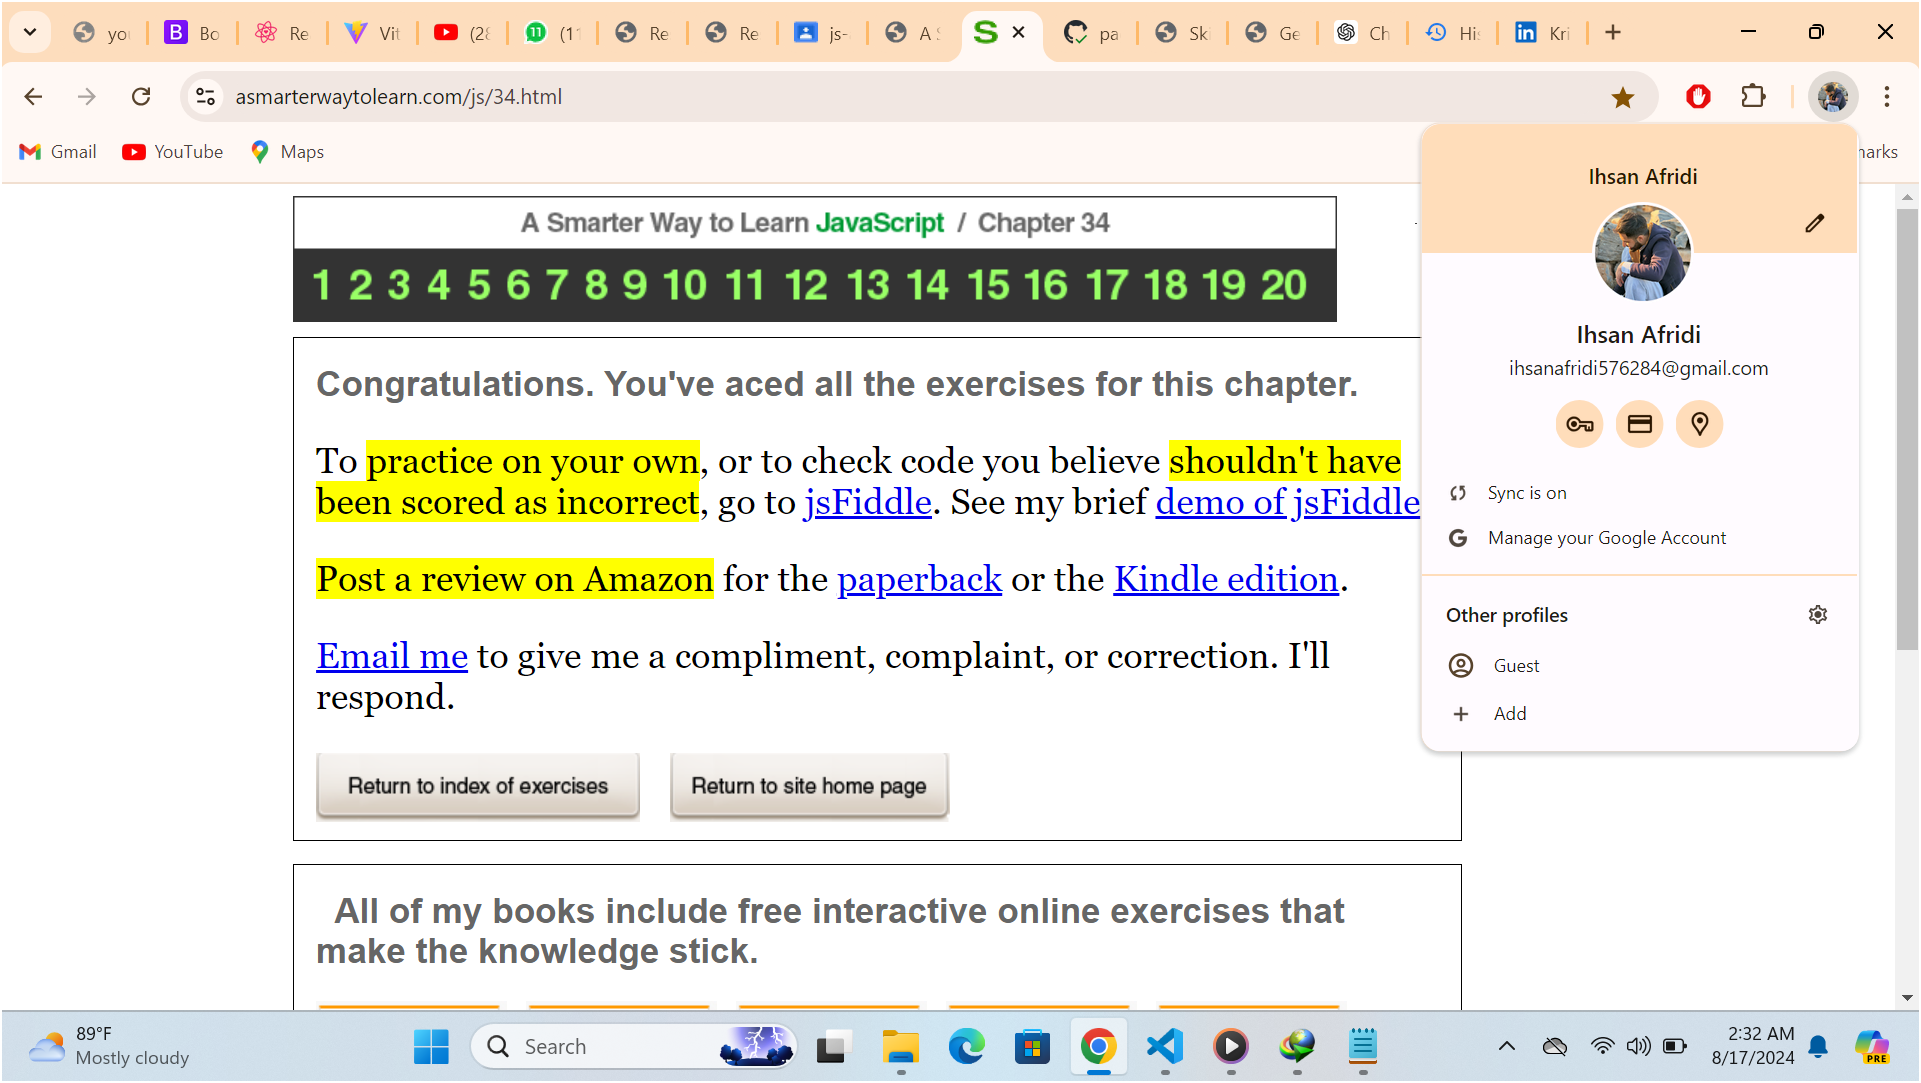 yo
Bo
Re
Vit
(28
11
(11
Re
Re
js-
A S
pa
Ski
Ge
Ch
His
Kri
asmarterwaytolearn.com/js/34.html
Gmail
YouTube
Maps
marks
A Smarter Way to Learn JavaScript / Chapter 34
1 2 3 4 5 6 7 8 9 10 11 12 13 14 15 16 17 18 19 20
Congratulations. You've aced all the exercises for this chapter.
To practice on your own, or to check code you believe shouldn't have
been scored as incorrect, go to jsFiddle. See my brief demo of jsFiddle
Post a review on Amazon for the paperback or the Kindle edition.
Email me to give me a compliment, complaint, or correction. I'll
respond.
Return to index of exercises
Return to site home page
All of my books include free interactive online exercises that
make the knowledge stick.
Ihsan Afridi
Ihsan Afridi
ihsanafridi576284@gmail.com
Sync is on
Manage your Google Account
Other profiles
Guest
Add
89°F
Mostly cloudy
Search
2:32 AM
8/17/2024
PRE